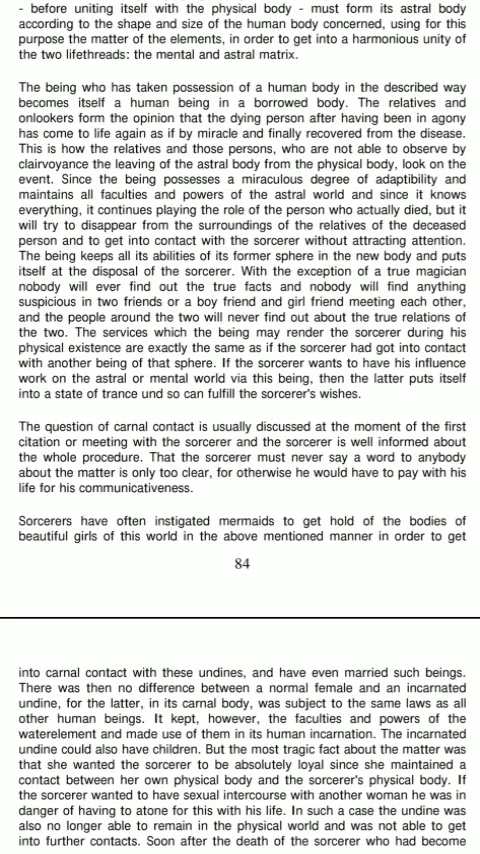 - before uniting itself with the physical body - must form its astral body
according to the shape and size of the human body concerned, using for this
purpose the matter of the elements, in order to get into a harmonious unity of
the two lifethreads: the mental and astral matrix.
The being who has taken possession of a human body in the described way
becomes itself a human being in a borrowed body. The relatives and
onlookers form the opinion that the dying person after having been in agony
has come to life again as if by miracle and finally recovered from the disease.
This is how the relatives and those persons, who are not able to observe by
clairvoyance the leaving of the astral body from the physical body, look on the
event. Since the being possesses a miraculous degree of adaptibility and
maintains all faculties and powers of the astral world and since it knows
everything, it continues playing the role of the person who actually died, but it
will try to disappear from the surroundings of the relatives of the deceased
person and to get into contact with the sorcerer without attracting attention.
The being keeps all its abilities of its former sphere in the new body and puts
itself at the disposal of the sorcerer. With the exception of a true magician
nobody will ever find out the true facts and nobody will find anything
suspicious in two friends or a boy friend and girl friend meeting each other,
and the people around the two will never find out about the true relations of
the two. The services which the being may render the sorcerer during his
physical existence are exactly the same as if the sorcerer had got into contact
with another being of that sphere. If the sorcerer wants to have his influence
work on the astral or mental world via this being, then the latter puts itself
into a state of trance und so can fulfill the sorcerer's wishes.
The question of carnal contact is usually discussed at the moment of the first
citation or meeting with the sorcerer and the sorcerer is well informed about
the whole procedure. That the sorcerer must never say a word to anybody
about the matter is only too clear, for otherwise he would have to pay with his
life for his communicativeness.
Sorcerers have often instigated mermaids to get hold of the bodies of
beautiful girls of this world in the above mentioned manner in order to get
84
into carnal contact with these undines, and have even married such beings.
There was then no difference between a normal female and an incarnated
undine, for the latter, in its carnal body, was subject to the same laws as all
other human beings. It kept, however, the faculties and powers of the
waterelement and made use of them in its human incarnation. The incarnated
undine could also have children. But the most tragic fact about the matter was
that she wanted the sorcerer to be absolutely loyal since she maintained a
contact between her own physical body and the sorcerer's physical body. If
the sorcerer wanted to have sexual intercourse with another woman he was in
danger of having to atone for this with his life. In such a case the undine was
also no longer able to remain in the physical world and was not able to get
into further contacts. Soon after the death of the sorcerer who had become